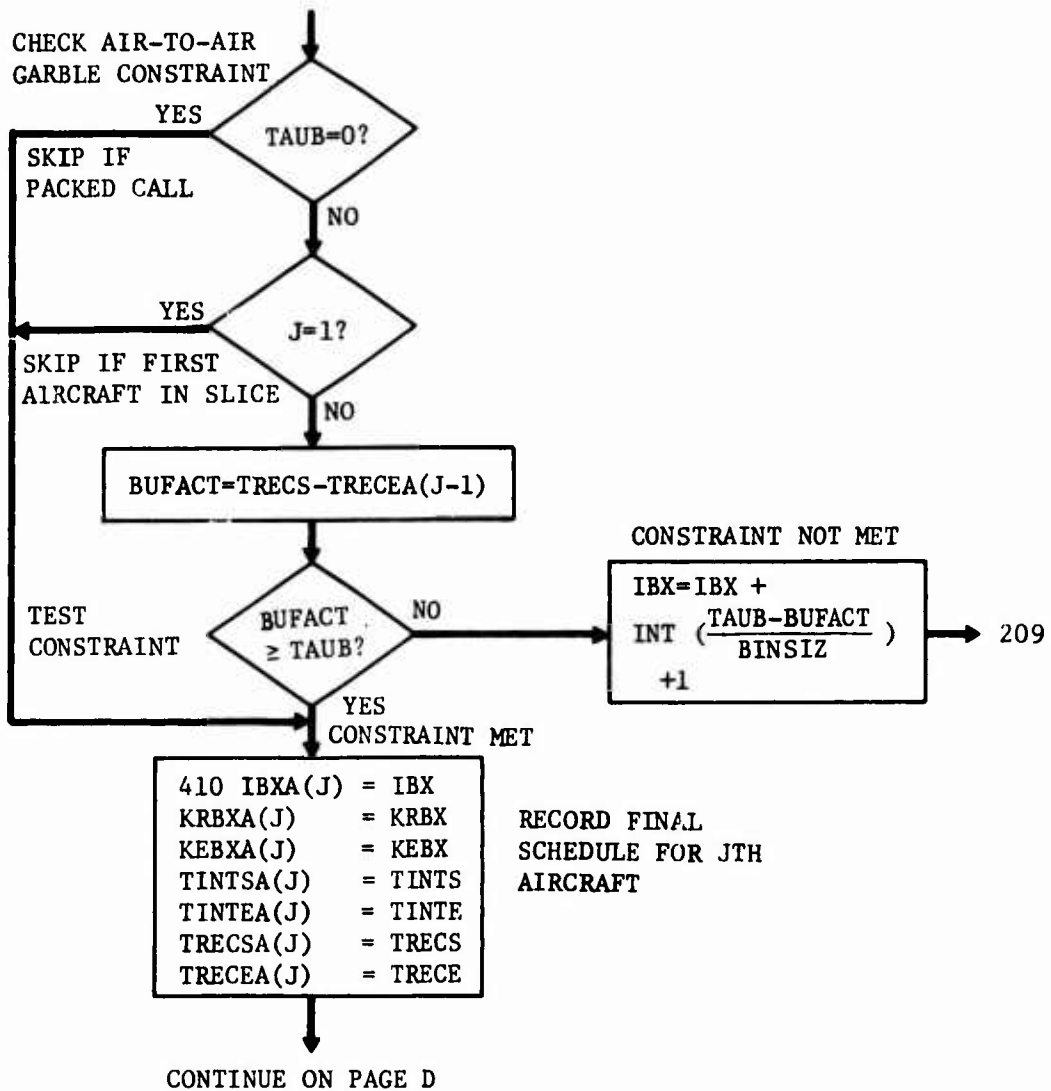 CHECK AIR-TO-AIR
GARBLE CONSTRAINT
YES
TAUB=0?
SKIP IF
PACKED CALL
NO
YES
J=1?
SKIP IF FIRST
AIRCRAFT IN SLICE
NO
BUFACT=TRECS-TRECEA(J-1)
CONSTRAINT NOT MET
IBX=IBX +
INT (TAUB-BUFACT
BINSIZ)
+1
209
TEST
CONSTRAINT
BUFACT
≥ TAUB?
NO
YES
CONSTRAINT MET
410 IBXA(J) = IBX
KRBXA(J) = KRBX
KEBXA(J) = KEBX
TINTSA(J) = TINTS
TINTEA(J) = TINTE
TRECSA(J) = TRECS
TRECEA(J) = TRECE
RECORD FINAL
SCHEDULE FOR JTH
AIRCRAFT
CONTINUE ON PAGE D